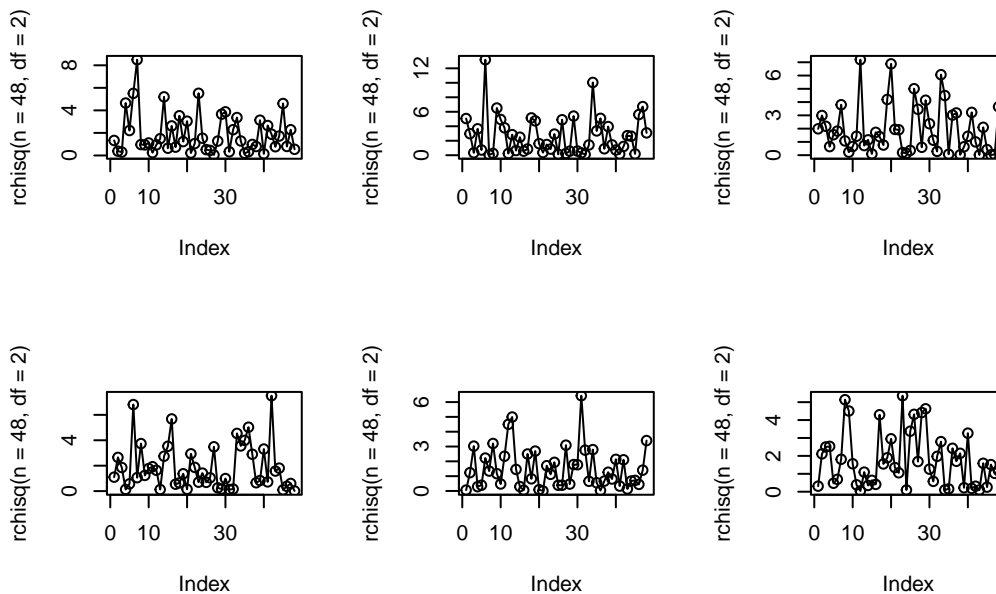 rchisq(n = 48, df = 2)
8
4
0
0 10 30
Index
rchisq(n = 48, df = 2)
12
6
0
0 10 30
Index
rchisq(n = 48, df = 2)
6
3
0
0 10 30
Index
rchisq(n = 48, df = 2)
4
0
0 10 30
Index
rchisq(n = 48, df = 2)
6
3
0
0 10 30
Index
rchisq(n = 48, df = 2)
4
2
0
0 10 30
Index